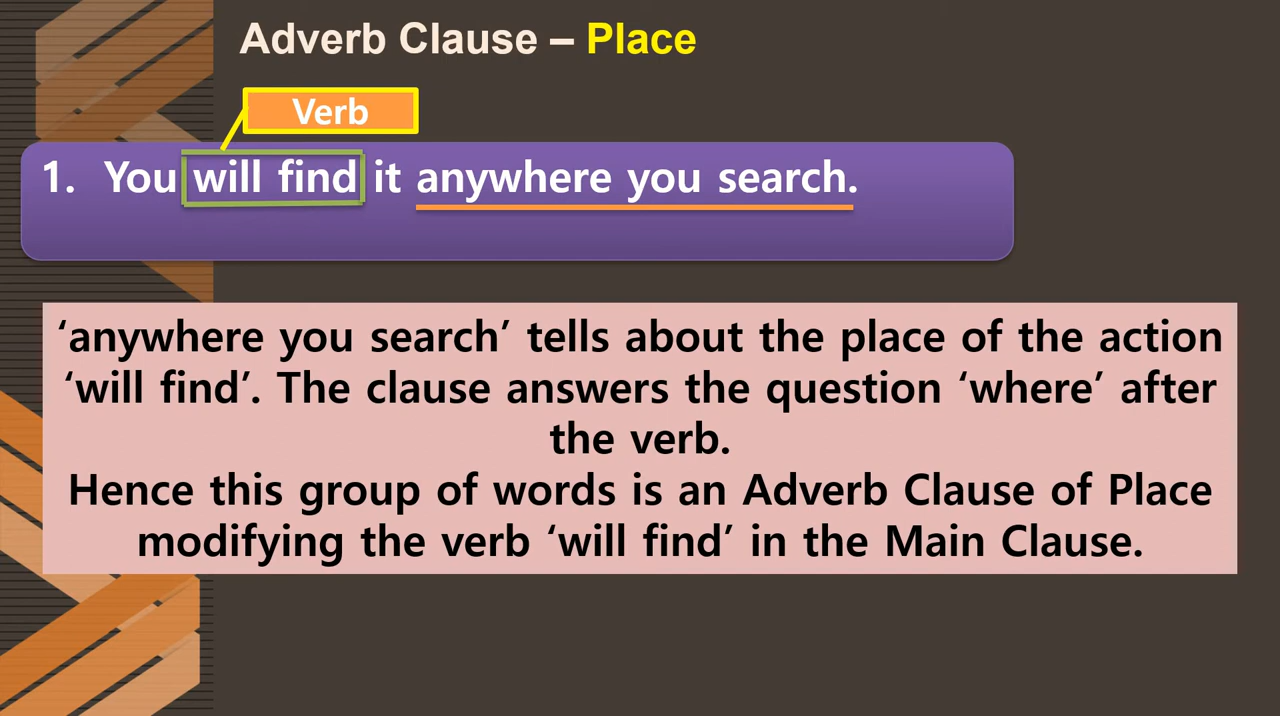 Adverb Clause – Place
Verb
1. You will find it anywhere you search.
‘anywhere you search’ tells about the place of the action
‘will find’. The clause answers the question ‘where’ after
the verb.
Hence this group of words is an Adverb Clause of Place
modifying the verb ‘will find’ in the Main Clause.